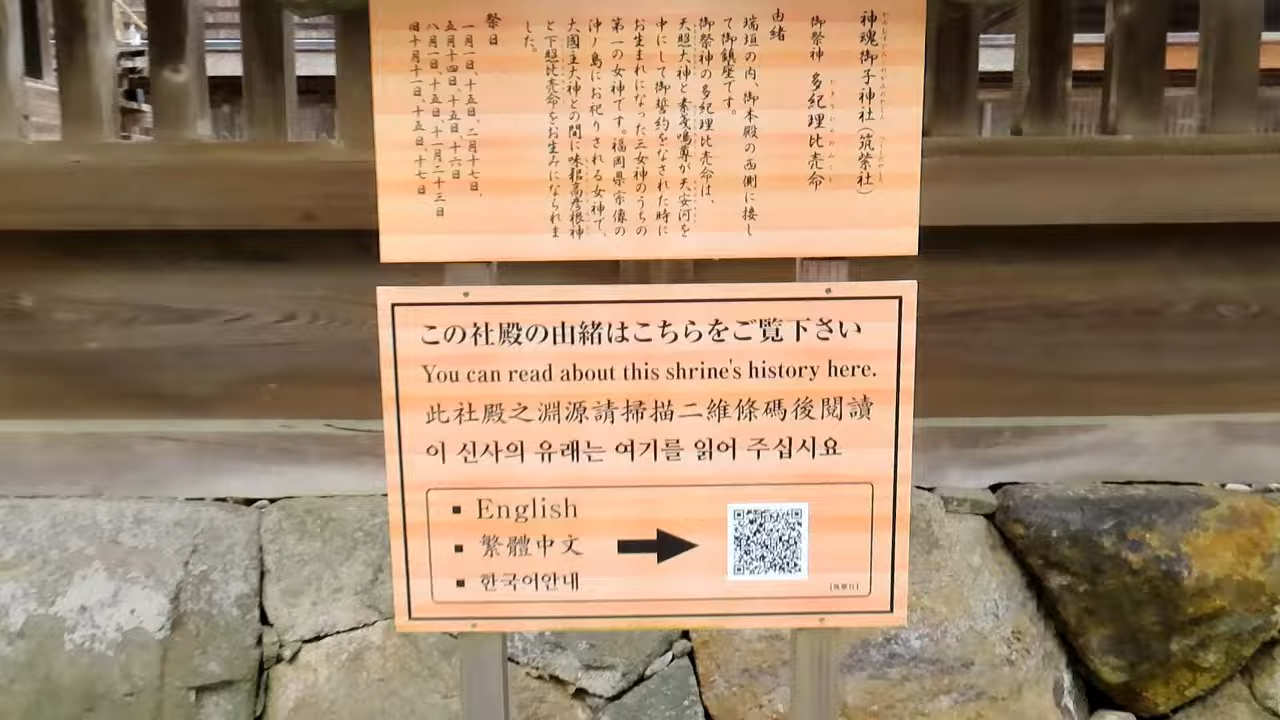 神魂御子神社(筑紫社)
御祭神 多紀理比売命
由緒
瑞垣の内、御本殿の西側に接し
て御鎮座です。
御祭神の多紀理比売命は、
天照大神と素戔嗚尊が天安河を
中にして御誓約をなされた時に
お生まれになった三女神のうちの
第一の女神です。福岡県宗像の
沖ノ島にお祀りされる女神で、
大國主大神との間に味耜高彦根神
と下照比売命をお生みになられま
した。
祭日
一月一日、十五日、二月十七日、
五月十四日、十五日、十六日
八月一日、十五日、十一月二十三日
旧十月十一日、十五日、十七日
この社殿の由緒はこちらをご覧下さい
You can read about this shrine's history here.
此社殿之淵源請掃描二維條碼後閱讀
이 신사의 유래는 여기를 읽어 주십시요
▪ English
▪ 繁體中文
▪ 한국어안내
[筑紫社]